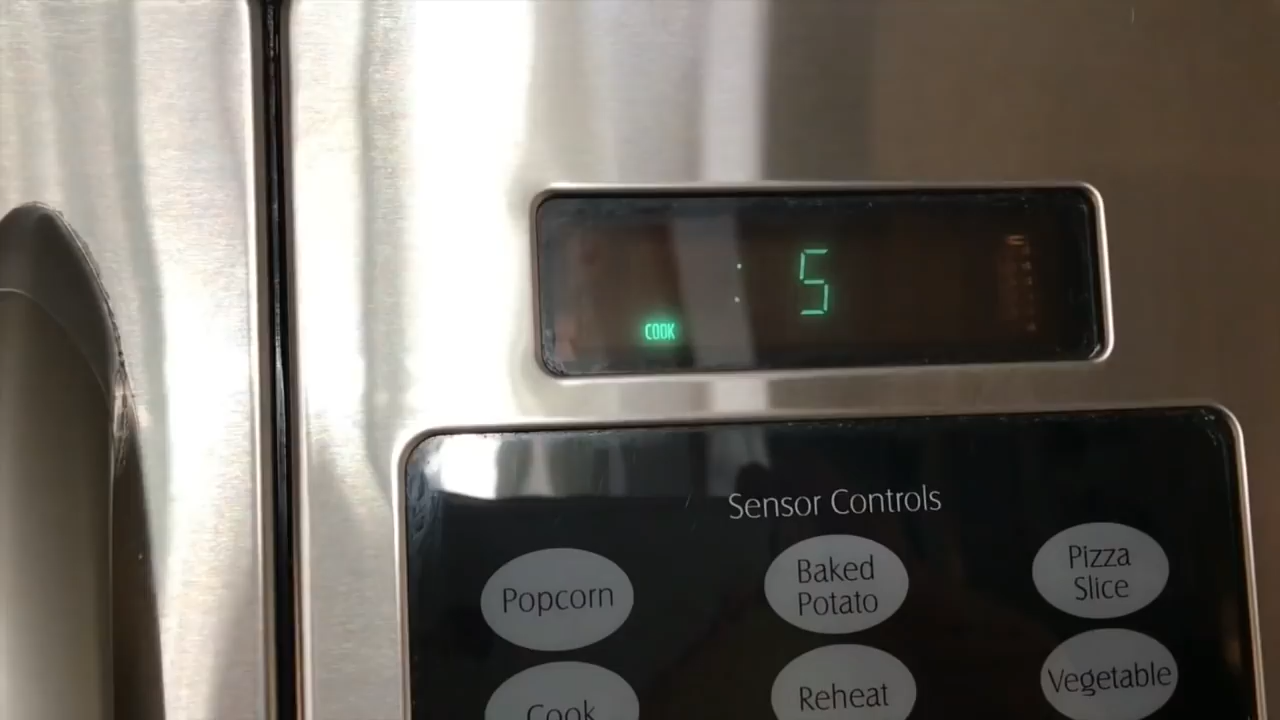 : 5
COOK
Sensor Controls
Popcorn
Baked
Potato
Pizza
Slice
Cook
Reheat
Vegetable